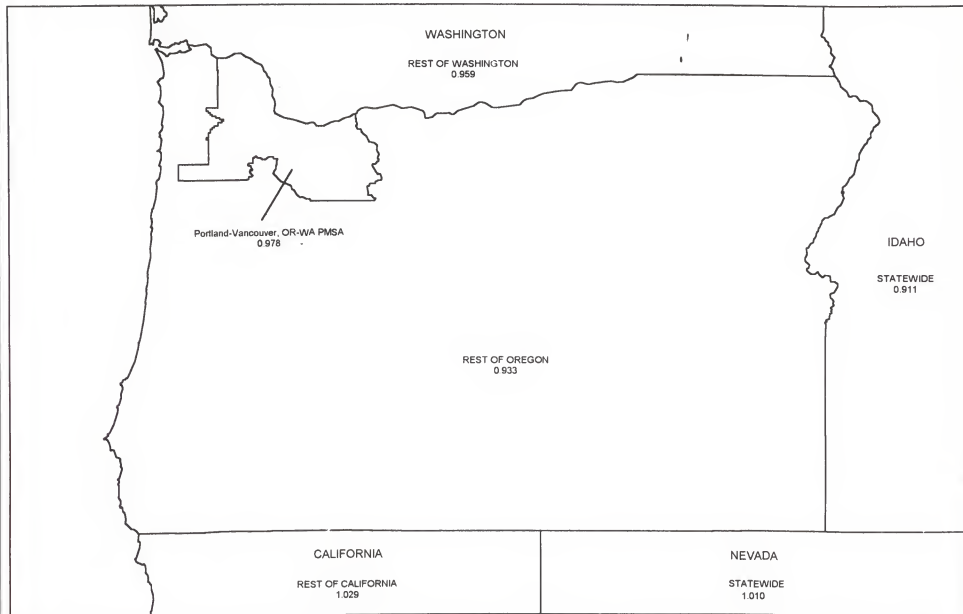 WASHINGTON
REST OF WASHINGTON
0.959
Portland-Vancouver, OR-WA PMSA
0.978
IDAHO
STATEWIDE
0.911
REST OF OREGON
0.933
CALIFORNIA
REST OF CALIFORNIA
1.029
NEVADA
STATEWIDE
1.010